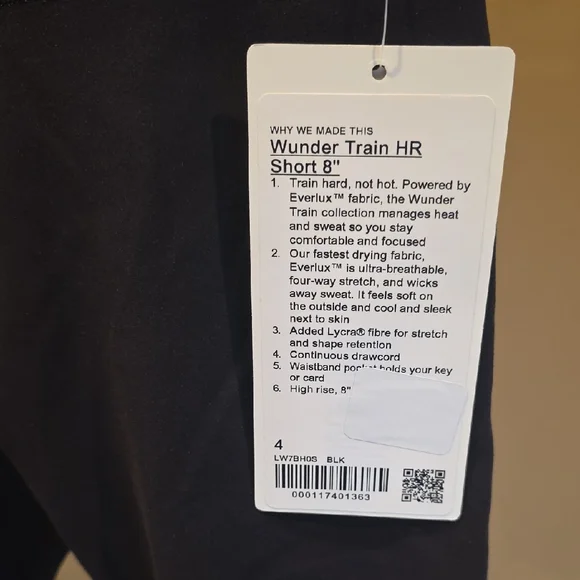 WHY WE MADE THIS
Wunder Train HR
Short 8"
1. Train hard, not hot. Powered by
Everlux™ fabric, the Wunder
Train collection manages heat
and sweat so you stay
comfortable and focused
2. Our fastest drying fabric,
Everlux™ is ultra-breathable,
four-way stretch, and wicks
away sweat. It feels soft on
the outside and cool and sleek
next to skin
3. Added Lycra® fibre for stretch
and shape retention
4. Continuous drawcord
5. Waistband pocket holds your key
or card
6. High rise, 8"
4
LW7BH0S BLK
000117401363